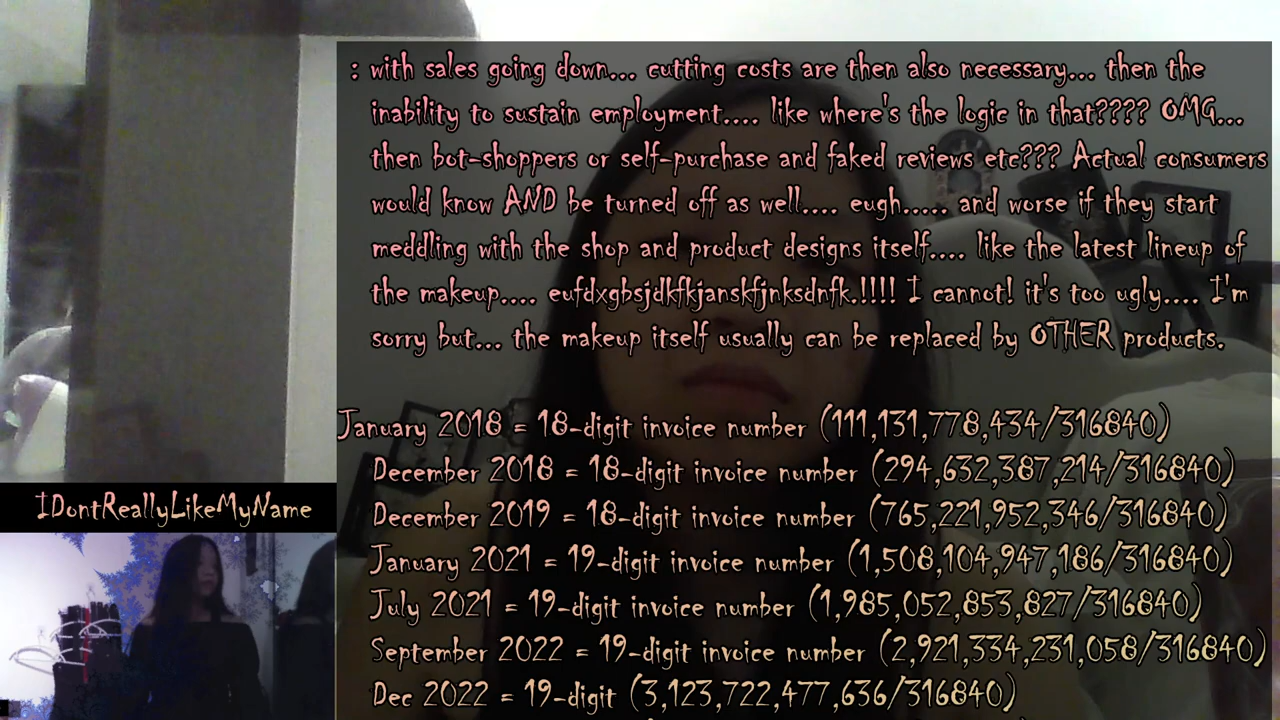 : with sales going down... cutting costs are then also necessary... then the
inability to sustain employment.... like where's the logic in that???? OMG...
then bot-shoppers or self-purchase and faked reviews etc??? Actual consumers
would know AND be turned off as well.... eugh..... and worse if they start
meddling with the shop and product designs itself.... like the latest lineup of
the makeup.... eufdxgbsjdkfkjanskfjnksdnfk.!!!! I cannot! it's too ugly.... I'm
sorry but... the makeup itself usually can be replaced by OTHER products.
January 2018 = 18-digit invoice number (111,131,778,434/316840)
December 2018 = 18-digit invoice number (294,632,387,214/316840)
December 2019 = 18-digit invoice number (765,221,952,346/316840)
January 2021 = 19-digit invoice number (1,508,104,947,186/316840)
July 2021 = 19-digit invoice number (1,985,052,853,827/316840)
September 2022 = 19-digit invoice number (2,921,334,231,058/316840)
Dec 2022 = 19-digit (3,123,722,477,636/316840)
IDontReallyLikeMyName